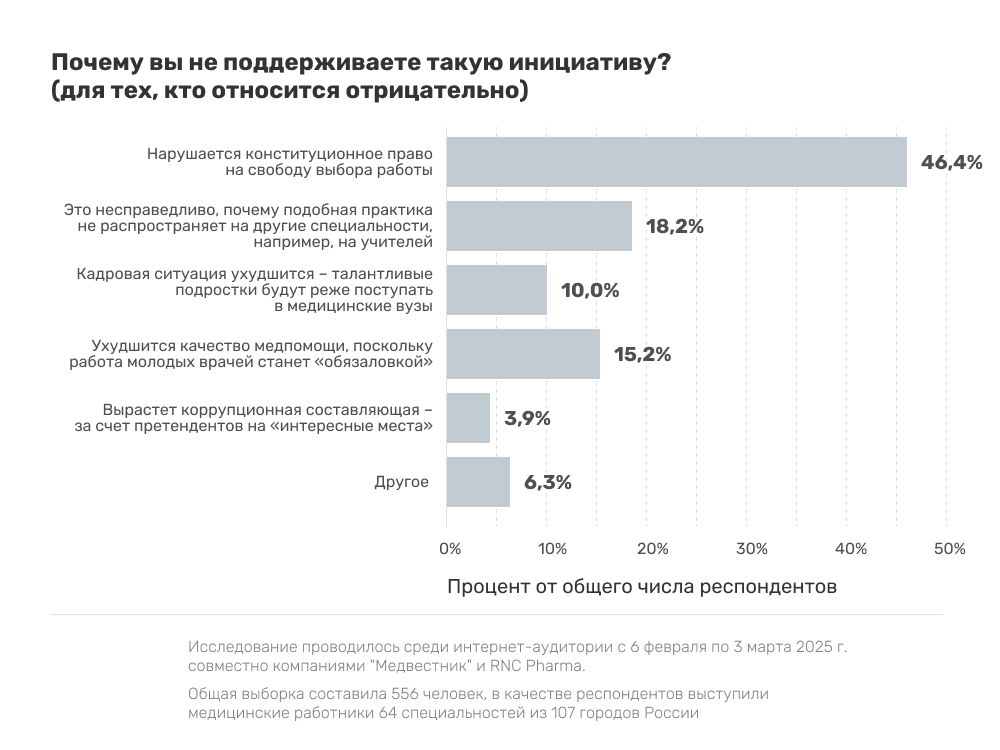 Почему вы не поддерживаете такую инициативу?
(для тех, кто относится отрицательно)
Нарушается конституционное право
на свободу выбора работы
46,4%
Это несправедливо, почему подобная практика
не распространяет на другие специальности,
например, на учителей
18,2%
Кадровая ситуация ухудшится – талантливые
подростки будут реже поступать
в медицинские вузы
10,0%
Ухудшится качество медпомощи, поскольку
работа молодых врачей станет «обязаловкой»
15,2%
Вырастет коррупционная составляющая –
за счет претендентов на «интересные места»
3,9%
Другое
6,3%
0% 10% 20% 30% 40% 50%
Процент от общего числа респондентов
Исследование проводилось среди интернет-аудитории с 6 февраля по 3 марта 2025 г.
совместно компаниями "Медвестник" и RNC Pharma.
Общая выборка составила 556 человек, в качестве респондентов выступили
медицинские работники 64 специальностей из 107 городов России